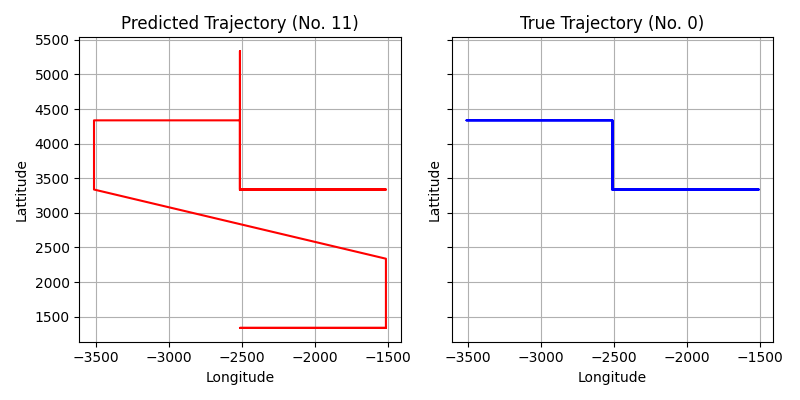 Predicted Trajectory (No. 11)
True Trajectory (No. 0)
5500
5000
4500
4000
3500
3000
2500
2000
1500
Lattitude
Lattitude
−3500 −3000 −2500 −2000 −1500
−3500 −3000 −2500 −2000 −1500
Longitude
Longitude